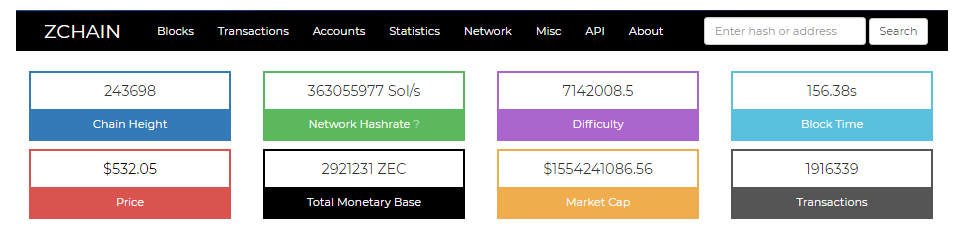 ZCHAIN Blocks Transactions Accounts Statistics Network Misc API About Enter hash or address Search
243698 363055977 Sol/s 7142008.5 156.38s
Chain Height Network Hashrate ? Difficulty Block Time
$532.05 2921231 ZEC $1554241086.56 1916339
Price Total Monetary Base Market Cap Transactions